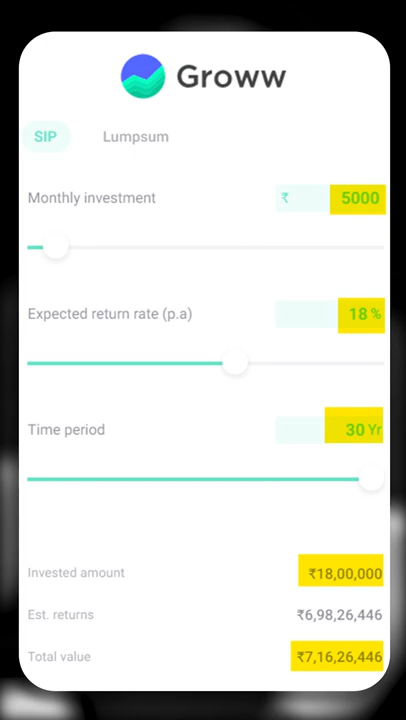 Groww
SIP Lumpsum
Monthly investment ₹ 5000
Expected return rate (p.a) 18 %
Time period 30 Yr
Invested amount ₹18,00,000
Est. returns ₹6,98,26,446
Total value ₹7,16,26,446